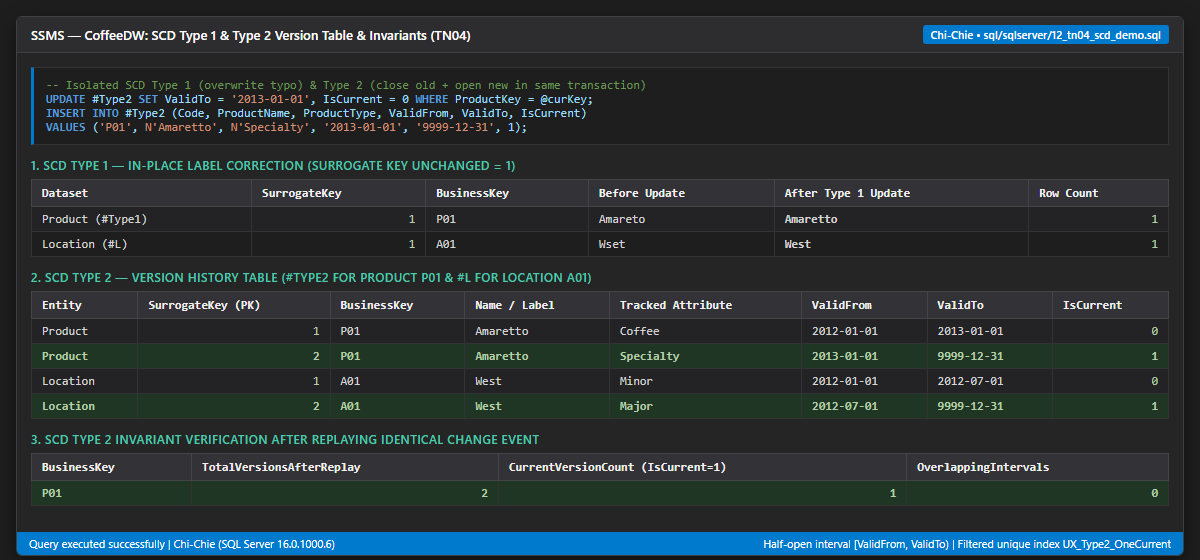 SSMS — CoffeeDW: SCD Type 1 & Type 2 Version Table & Invariants (TN04)
Chi-Chie • sql/sqlserver/12_tn04_scd_demo.sql
-- Isolated SCD Type 1 (overwrite typo) & Type 2 (close old + open new in same transaction)
UPDATE #Type2 SET ValidTo = '2013-01-01', IsCurrent = 0 WHERE ProductKey = @curKey;
INSERT INTO #Type2 (Code, ProductName, ProductType, ValidFrom, ValidTo, IsCurrent)
VALUES ('P01', N'Amaretto', N'Specialty', '2013-01-01', '9999-12-31', 1);
1. SCD TYPE 1 — IN-PLACE LABEL CORRECTION (SURROGATE KEY UNCHANGED = 1)
Dataset SurrogateKey BusinessKey Before Update After Type 1 Update Row Count
Product (#Type1) 1 P01 Amareto Amaretto 1
Location (#L) 1 A01 Wset West 1
2. SCD TYPE 2 — VERSION HISTORY TABLE (#TYPE2 FOR PRODUCT P01 & #L FOR LOCATION A01)
Entity SurrogateKey (PK) BusinessKey Name / Label Tracked Attribute ValidFrom ValidTo IsCurrent
Product 1 P01 Amaretto Coffee 2012-01-01 2013-01-01 0
Product 2 P01 Amaretto Specialty 2013-01-01 9999-12-31 1
Location 1 A01 West Minor 2012-01-01 2012-07-01 0
Location 2 A01 West Major 2012-07-01 9999-12-31 1
3. SCD TYPE 2 INVARIANT VERIFICATION AFTER REPLAYING IDENTICAL CHANGE EVENT
BusinessKey TotalVersionsAfterReplay CurrentVersionCount (IsCurrent=1) OverlappingIntervals
P01 2 1 0
Query executed successfully | Chi-Chie (SQL Server 16.0.1000.6)
Half-open interval [ValidFrom, ValidTo) | Filtered unique index UX_Type2_OneCurrent